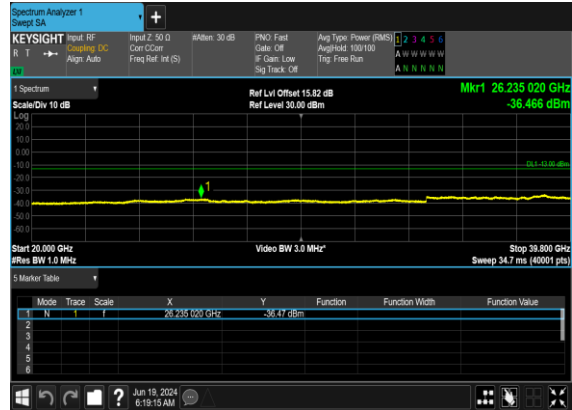 Spectrum Analyzer 1
Swept SA
+
KEYSIGHT Input: RF Input Z: 50 Ω #Atten: 30 dB PNO: Fast Avg Type: Power (RMS) 1 2 3 4 5 6
R T Coupling: DC Corr CCorr Gate: Off Avg|Hold: 100/100 A W W W W W
Align: Auto Freq Ref: Int (S) IF Gain: Low Trig: Free Run
Sig Track: Off A N N N N N
1 Spectrum Ref Lvl Offset 15.82 dB Mkr1 26.235 020 GHz
Scale/Div 10 dB Ref Level 30.00 dBm -36.466 dBm
Log
20.0
10.0
0.00
-10.0 DL1 -13.00 dBm
-20.0
-30.0 1
-40.0
-50.0
-60.0
Start 20.000 GHz Video BW 3.0 MHz* Stop 39.800 GHz
#Res BW 1.0 MHz Sweep 34.7 ms (40001 pts)
5 Marker Table
Mode Trace Scale X Y Function Function Width Function Value
1 N 1 f 26.235 020 GHz -36.47 dBm
2
3
4
5
6
? Jun 19, 2024
6:19:15 AM